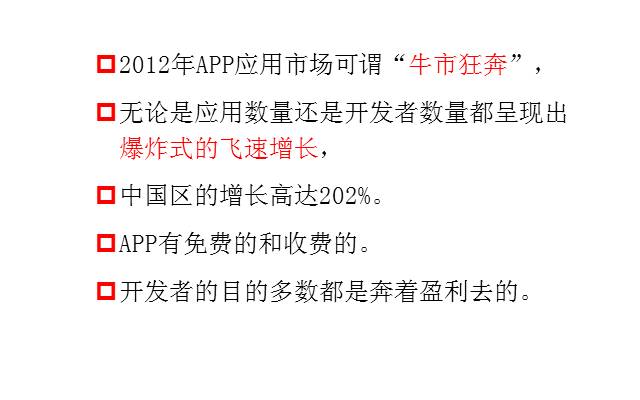 2012年APP应用市场可谓“牛市狂奔”，
无论是应用数量还是开发者数量都呈现出
爆炸式的飞速增长，
中国区的增长高达202%。
APP有免费的和收费的。
开发者的目的多数都是奔着盈利去的。